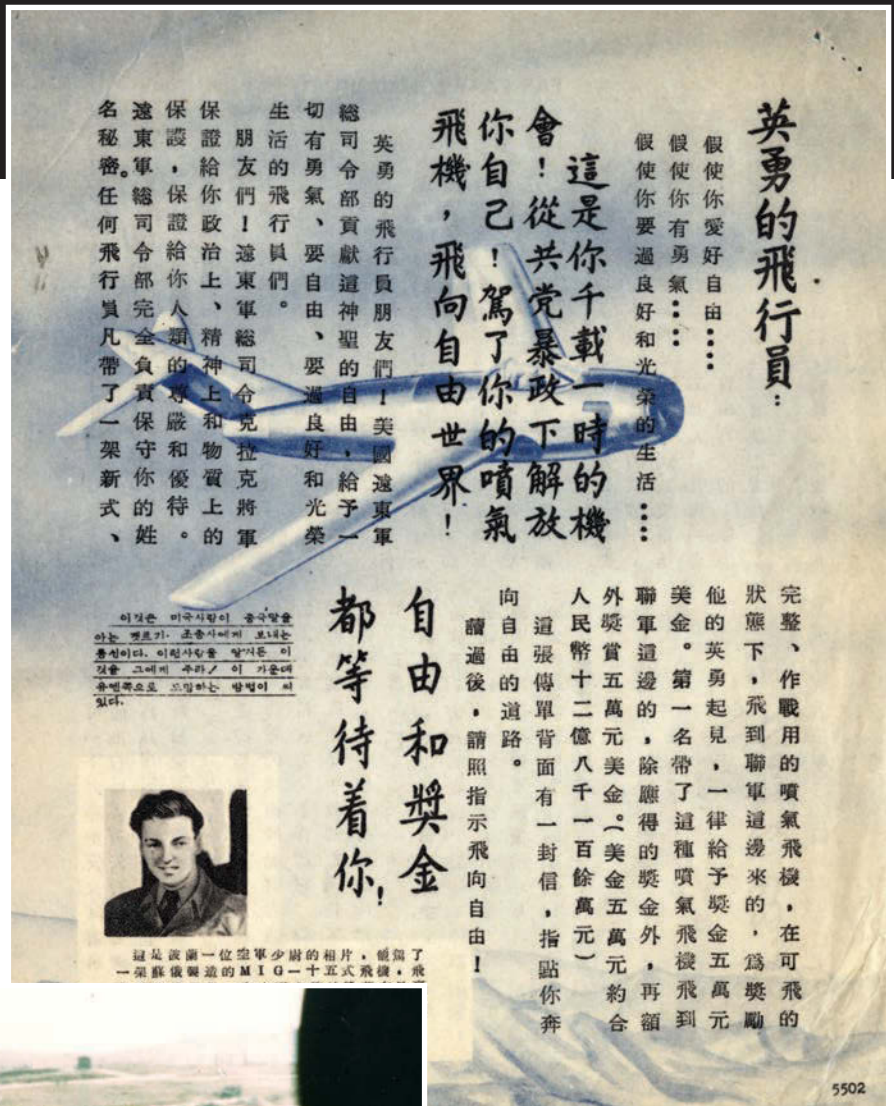 英勇的飛行員：
假使你愛好自由••••
假使你有勇氣••••
假使你要過良好和光榮的生活••••
這是你千載一時的機
會！從共党暴政下解放
你自己！駕了你的噴氣
飛機，飛向自由世界！
英勇的飛行員朋友們！美國遠東軍
總司令部貢獻這神聖的自由，給予一
切有勇氣、要自由、要過良好和光榮
生活的飛行員們。
朋友們！遠東軍總司令克拉克將軍
保證給你政治上、精神上和物質上的
保護，保證給你人類的尊嚴和優待。
遠東軍總司令部完全負責保守你的姓
名秘密。任何飛行員凡帶了一架新式、
完整、作戰用的噴氣飛機，在可飛的
狀態下，飛到聯軍這邊來的，爲獎勵
他的英勇起見，一律給予獎金五萬元
美金。第一名帶了這種噴氣飛機飛到
聯軍這邊的，除應得的獎金外，再額
外獎賞五萬元美金。（美金五萬元約合
人民幣十二億八千一百餘萬元）
這張傳單背面有一封信，指點你奔
向自由的道路。
讀過後，請照指示飛向自由！
自由和獎金
都等待着你！
이것은 미국사람이 중국말을
아는 조종사에게 보내는
통신이다. 이런사람을 알거든 이
것을 그에게 주라! 이 가운데
유엔쪽으로 도망하는 방법이 써
있다.
這是波蘭一位空軍少尉的相片，駕了
一架蘇俄製造的MIG－十五式飛機，飛
5502